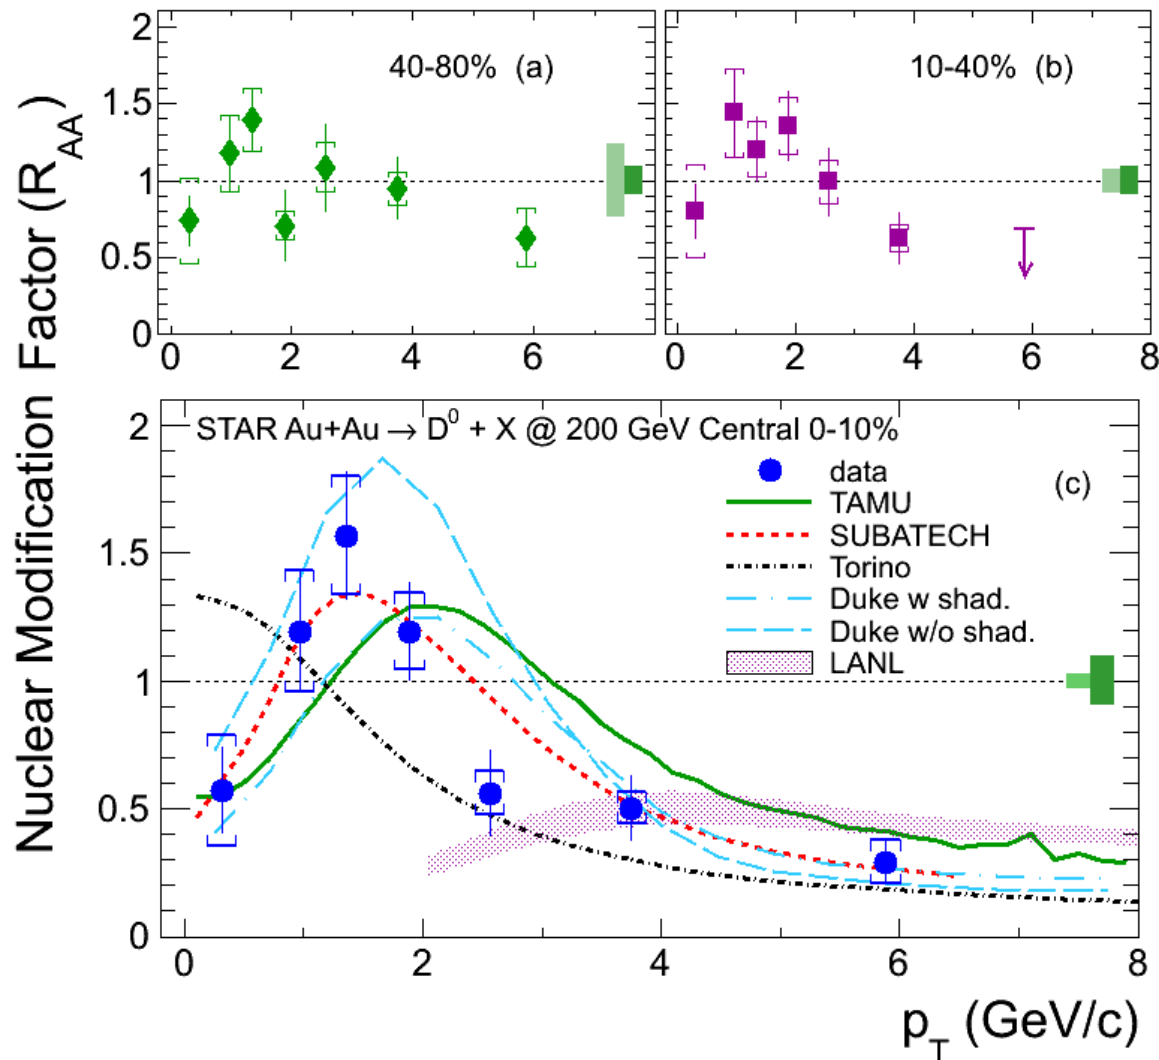 Nuclear Modification Factor (R_AA)
40-80% (a)
10-40% (b)
2
1.5
1
0.5
0
0 2 4 6
0 2 4 6 8
STAR Au+Au → D⁰ + X @ 200 GeV Central 0-10%
(c)
data
TAMU
SUBATECH
Torino
Duke w shad.
Duke w/o shad.
LANL
2
1.5
1
0.5
0
0 2 4 6 8
p_T (GeV/c)